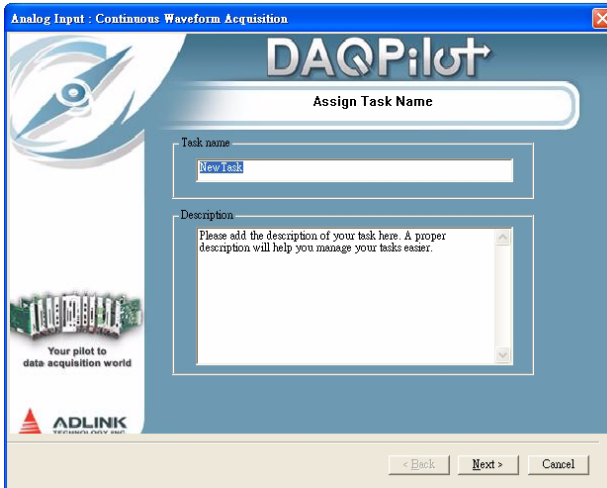 Analog Input : Continuous Waveform Acquisition
DAQPilot
Assign Task Name
Task name
NewTask
Description
Please add the description of your task here. A proper
description will help you manage your tasks easier.
Your pilot to
data acquisition world
ADLINK
TECHNOLOGY INC.
< Back
Next >
Cancel